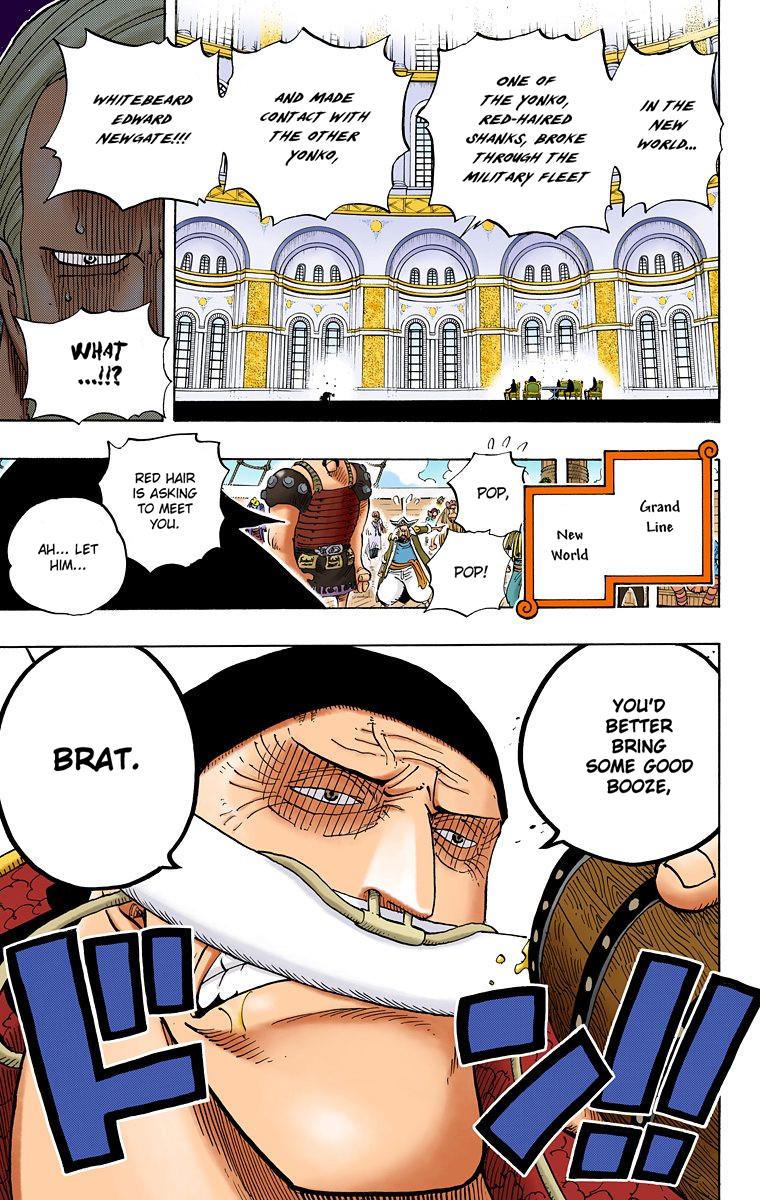 IN THE
NEW
WORLD...
ONE OF
THE YONKO,
RED-HAIRED
SHANKS, BROKE
THROUGH THE
MILITARY FLEET
AND MADE
CONTACT WITH
THE OTHER
YONKO,
WHITEBEARD
EDWARD
NEWGATE!!!
WHAT
...!!?
Grand
Line
New
World
POP,
POP!
RED HAIR
IS ASKING
TO MEET
YOU.
AH... LET
HIM...
YOU'D
BETTER
BRING
SOME GOOD
BOOZE,
BRAT.
ドン!!